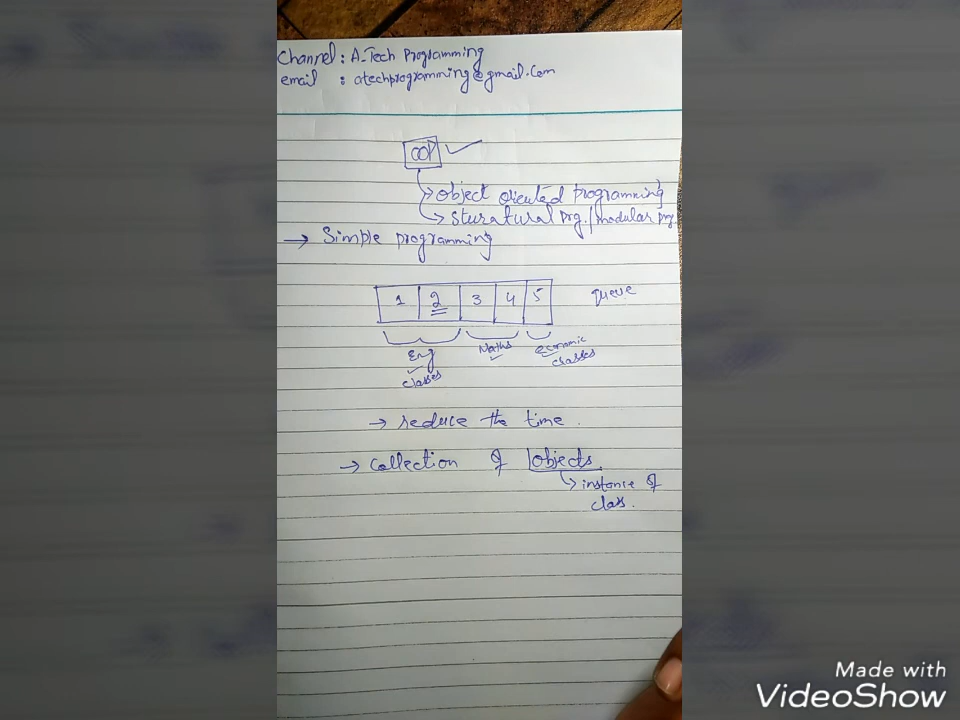 Channel : A-Tech Programming
email : atechprogramming@gmail.com
OOP
object oriented programming
sturatural prg./modular prg.
→ Simple programming
1 2 3 4 5 queue
Eng classes
Maths
economic classes
→ reduce the time.
→ Collection of objects.
→ instance of
class.
Made with
VideoShow